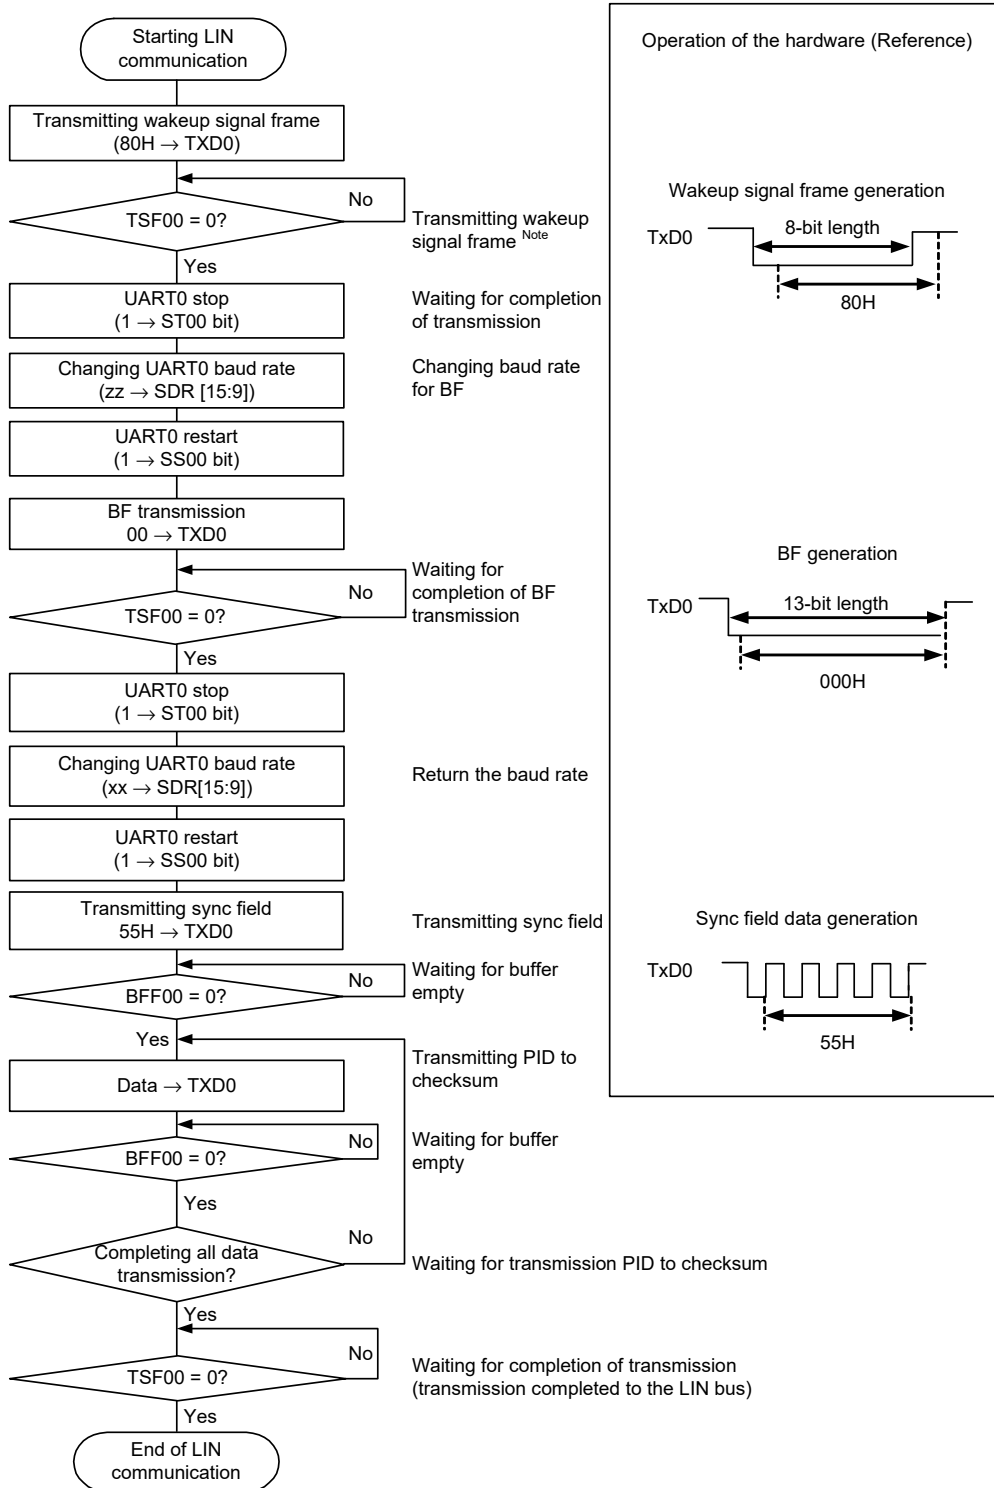 Starting LIN
communication
Transmitting wakeup signal frame
(80H → TXD0)
No
TSF00 = 0?
Transmitting wakeup
signal frame Note
Yes
UART0 stop
(1 → ST00 bit)
Waiting for completion
of transmission
Changing UART0 baud rate
(zz → SDR [15:9])
Changing baud rate
for BF
UART0 restart
(1 → SS00 bit)
BF transmission
00 → TXD0
Waiting for
completion of BF
transmission
No
TSF00 = 0?
Yes
UART0 stop
(1 → ST00 bit)
Changing UART0 baud rate
(xx → SDR[15:9])
Return the baud rate
UART0 restart
(1 → SS00 bit)
Transmitting sync field
55H → TXD0
Transmitting sync field
Waiting for buffer
empty
No
BFF00 = 0?
Yes
Transmitting PID to
checksum
Data → TXD0
No
Waiting for buffer
empty
BFF00 = 0?
Yes
No
Completing all data
transmission?
Waiting for transmission PID to checksum
Yes
No
TSF00 = 0?
Waiting for completion of transmission
(transmission completed to the LIN bus)
Yes
End of LIN
communication
Operation of the hardware (Reference)
Wakeup signal frame generation
TxD0
8-bit length
80H
BF generation
TxD0
13-bit length
000H
Sync field data generation
TxD0
55H